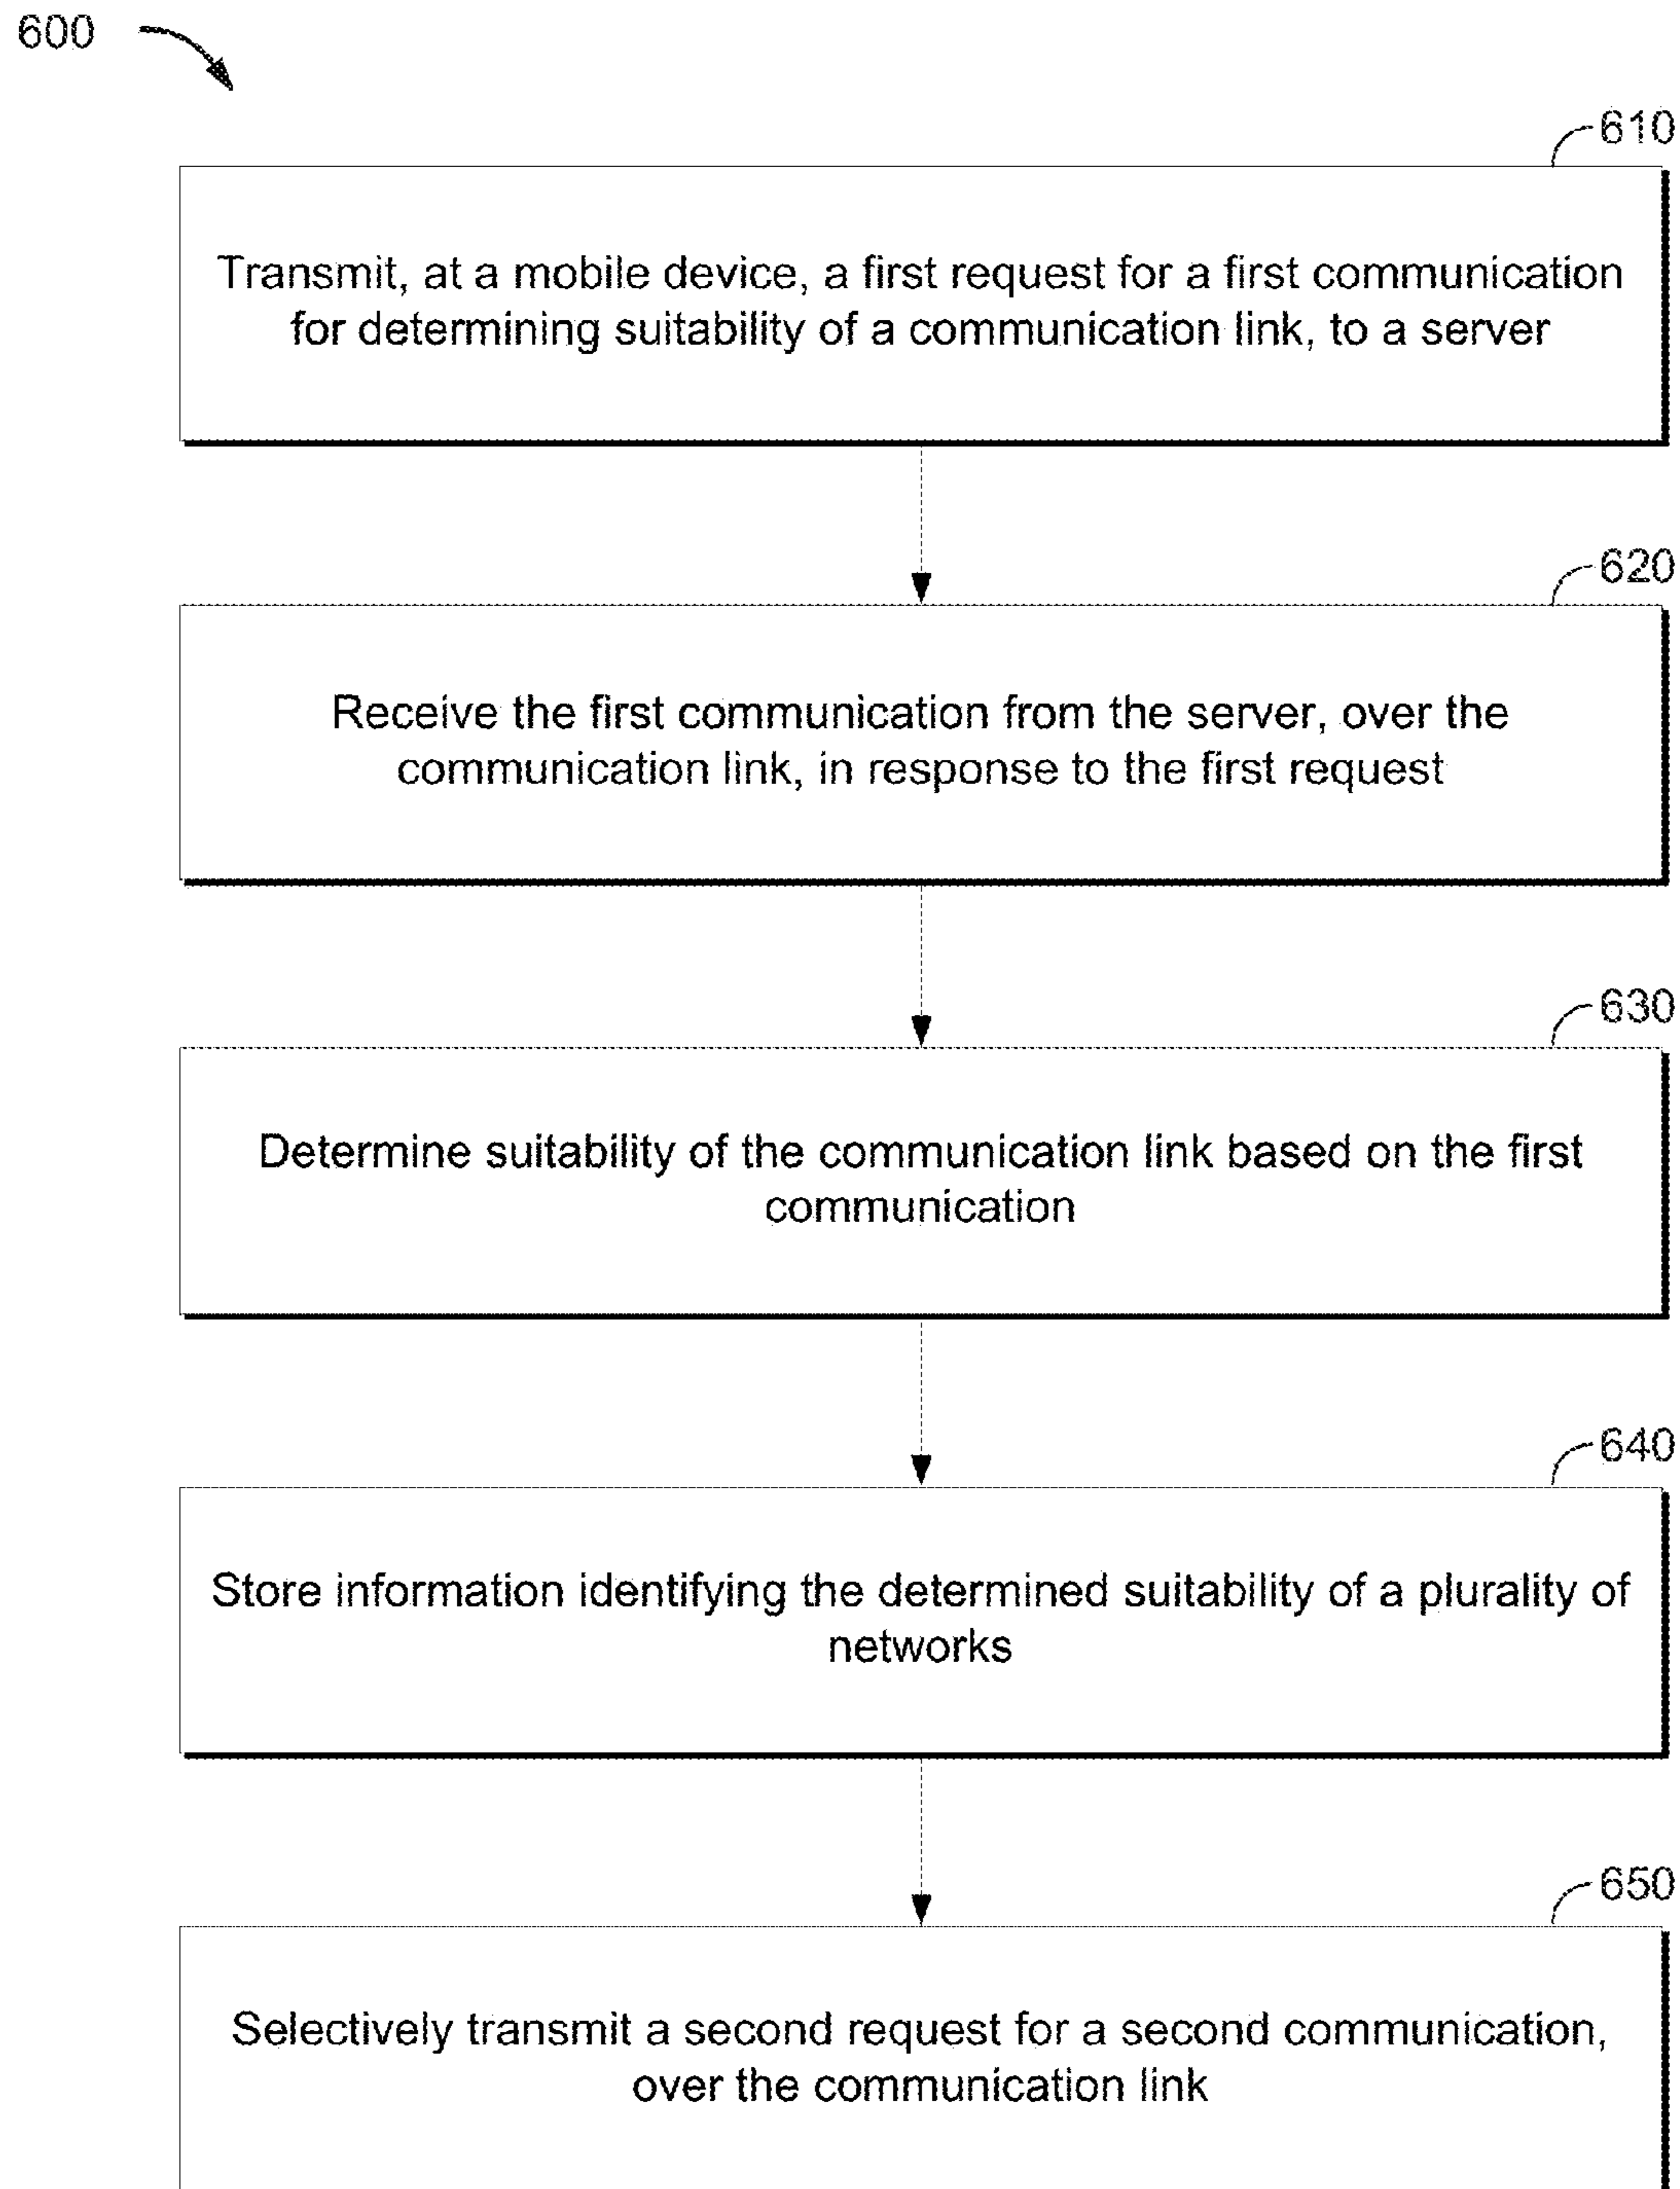 600
610
Transmit, at a mobile device, a first request for a first communication
for determining suitability of a communication link, to a server
620
Receive the first communication from the server, over the
communication link, in response to the first request
630
Determine suitability of the communication link based on the first
communication
640
Store information identifying the determined suitability of a plurality of
networks
650
Selectively transmit a second request for a second communication,
over the communication link